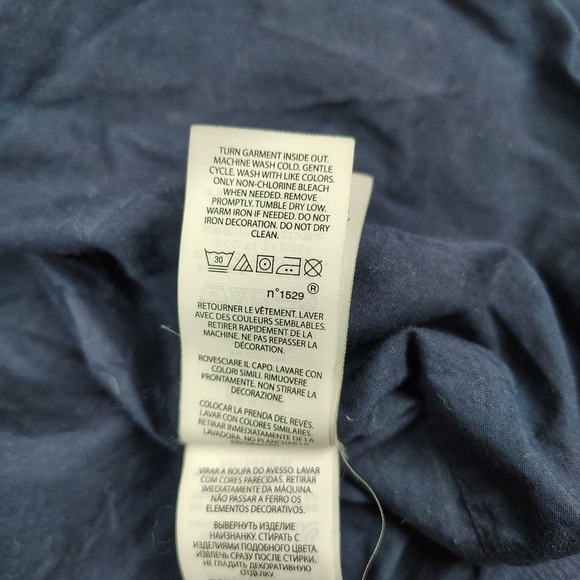 TURN GARMENT INSIDE OUT.
MACHINE WASH COLD. GENTLE
CYCLE. WASH WITH LIKE COLORS.
ONLY NON-CHLORINE BLEACH
WHEN NEEDED. REMOVE
PROMPTLY. TUMBLE DRY LOW.
WARM IRON IF NEEDED. DO NOT
IRON DECORATION. DO NOT DRY
CLEAN.
30
n°1529 ®
RETOURNER LE VÊTEMENT. LAVER
AVEC DES COULEURS SEMBLABLES.
RETIRER RAPIDEMENT DE LA
MACHINE. NE PAS REPASSER LA
DÉCORATION.
ROVESCIARE IL CAPO. LAVARE CON
COLORI SIMILI. RIMUOVERE
PRONTAMENTE. NON STIRARE LA
DECORAZIONE.
COLOCAR LA PRENDA DEL REVÉS.
LAVAR CON COLORES SIMILARES.
RETIRAR INMEDIATAMENTE DE LA
LAVADORA. NO PLANCHAR LA
DECORACIÓN.
VIRAR A ROUPA DO AVESSO. LAVAR
COM CORES PARECIDAS. RETIRAR
IMEDIATAMENTE DA MÁQUINA.
NÃO PASSAR A FERRO OS
ELEMENTOS DECORATIVOS.
ВЫВЕРНУТЬ ИЗДЕЛИЕ
НАИЗНАНКУ. СТИРАТЬ С
ИЗДЕЛИЯМИ ПОДОБНОГО ЦВЕТА.
ИЗВЛЕЧЬ СРАЗУ ПОСЛЕ СТИРКИ.
НЕ ГЛАДИТЬ ДЕКОРАТИВНУЮ